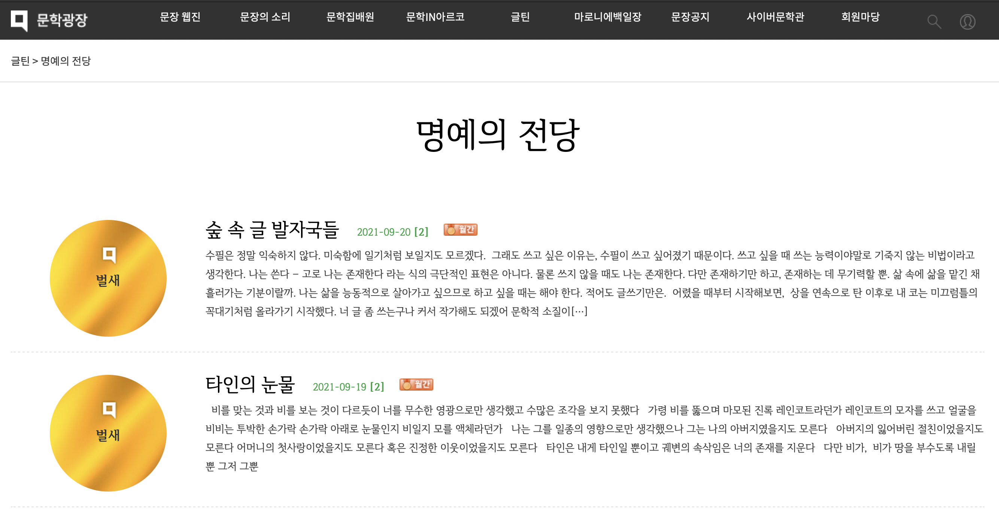 문학광장 문장 웹진 문장의 소리 문학집배원 문학IN아르코 글틴 마로니에백일장 문장공지 사이버문학관 회원마당
글틴 > 명예의 전당
명예의 전당
숲 속 글 발자국들 2021-09-20 [2] 월간
벌새
수필은 정말 익숙하지 않다. 미숙함에 일기처럼 보일지도 모르겠다. 그래도 쓰고 싶은 이유는, 수필이 쓰고 싶어졌기 때문이다. 쓰고 싶을 때 쓰는 능력이야말로 기죽지 않는 비법이라고
생각한다. 나는 쓴다 – 고로 나는 존재한다 라는 식의 극단적인 표현은 아니다. 물론 쓰지 않을 때도 나는 존재한다. 다만 존재하기만 하고, 존재하는 데 무기력할 뿐. 삶 속에 삶을 맡긴 채
흘러가는 기분이랄까. 나는 삶을 능동적으로 살아가고 싶으므로 하고 싶을 때는 해야 한다. 적어도 글쓰기만은. 어렸을 때부터 시작해보면, 상을 연속으로 탄 이후로 내 코는 미끄럼틀의
꼭대기처럼 올라가기 시작했다. 너 글 좀 쓰는구나 커서 작가해도 되겠어 문학적 소질이[…]
타인의 눈물 2021-09-19 [2] 월간
벌새
비를 맞는 것과 비를 보는 것이 다르듯이 너를 무수한 영광으로만 생각했고 수많은 조각을 보지 못했다 가령 비를 뚫으며 마모된 진록 레인코트라던가 레인코트의 모자를 쓰고 얼굴을
비비는 투박한 손가락 손가락 아래로 눈물인지 비일지 모를 액체라던가 나는 그를 일종의 영향으로만 생각했으나 그는 나의 아버지였을지도 모른다 아버지의 잃어버린 절친이었을지도
모른다 어머니의 첫사랑이었을지도 모른다 혹은 진정한 이웃이었을지도 모른다 타인은 내게 타인일 뿐이고 궤변의 속삭임은 너의 존재를 지운다 다만 비가, 비가 땅을 부수도록 내릴
뿐 그저 그뿐